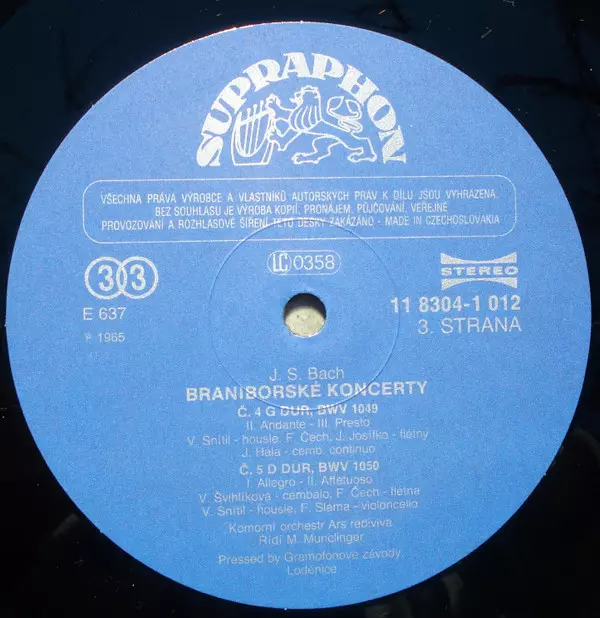 SUPRAPHON
VŠECHNA PRÁVA VÝROBCE A VLASTNÍKŮ AUTORSKÝCH PRÁV K DÍLU JSOU VYHRAZENA.
BEZ SOUHLASU JE VÝROBA KOPIÍ, PRONÁJEM, PŮJČOVÁNÍ, VEŘEJNÉ
PROVOZOVÁNÍ A ROZHLASOVÉ ŠÍŘENÍ TÉTO DESKY ZAKÁZÁNO - MADE IN CZECHOSLOVAKIA
33
LC 0358
STEREO
E 637
11 8304-1 012
℗ 1965
3. STRANA
J. S. Bach
BRANIBORSKÉ KONCERTY
Č. 4 G DUR, BWV 1049
II. Andante - III. Presto
V. Snítil - housle, F. Čech, J. Josífko - flétny
J. Hála - cemb. continuo
Č. 5 D DUR, BWV 1050
I. Allegro - II. Affetuoso
V. Švihlíková - cembalo, F. Čech - flétna
V. Snítil - housle, F. Sláma - violoncello
Komorní orchestr Ars rediviva
Řídí M. Munclinger
Pressed by Gramofonové závody,
Loděnice